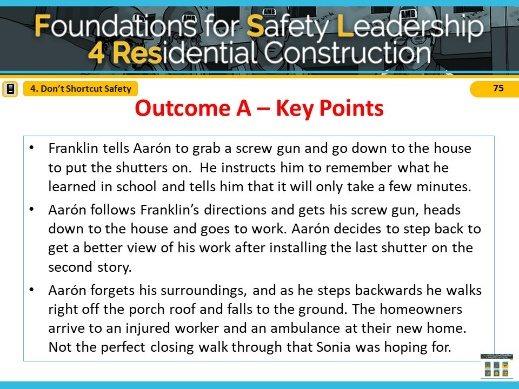 Foundations for Safety Leadership
4 Residential Construction
4. Don't Shortcut Safety
75
Outcome A – Key Points
• Franklin tells Aarón to grab a screw gun and go down to the house
to put the shutters on.  He instructs him to remember what he
learned in school and tells him that it will only take a few minutes.
• Aarón follows Franklin's directions and gets his screw gun, heads
down to the house and goes to work. Aarón decides to step back to
get a better view of his work after installing the last shutter on the
second story.
• Aarón forgets his surroundings, and as he steps backwards he walks
right off the porch roof and falls to the ground. The homeowners
arrive to an injured worker and an ambulance at their new home.
Not the perfect closing walk through that Sonia was hoping for.